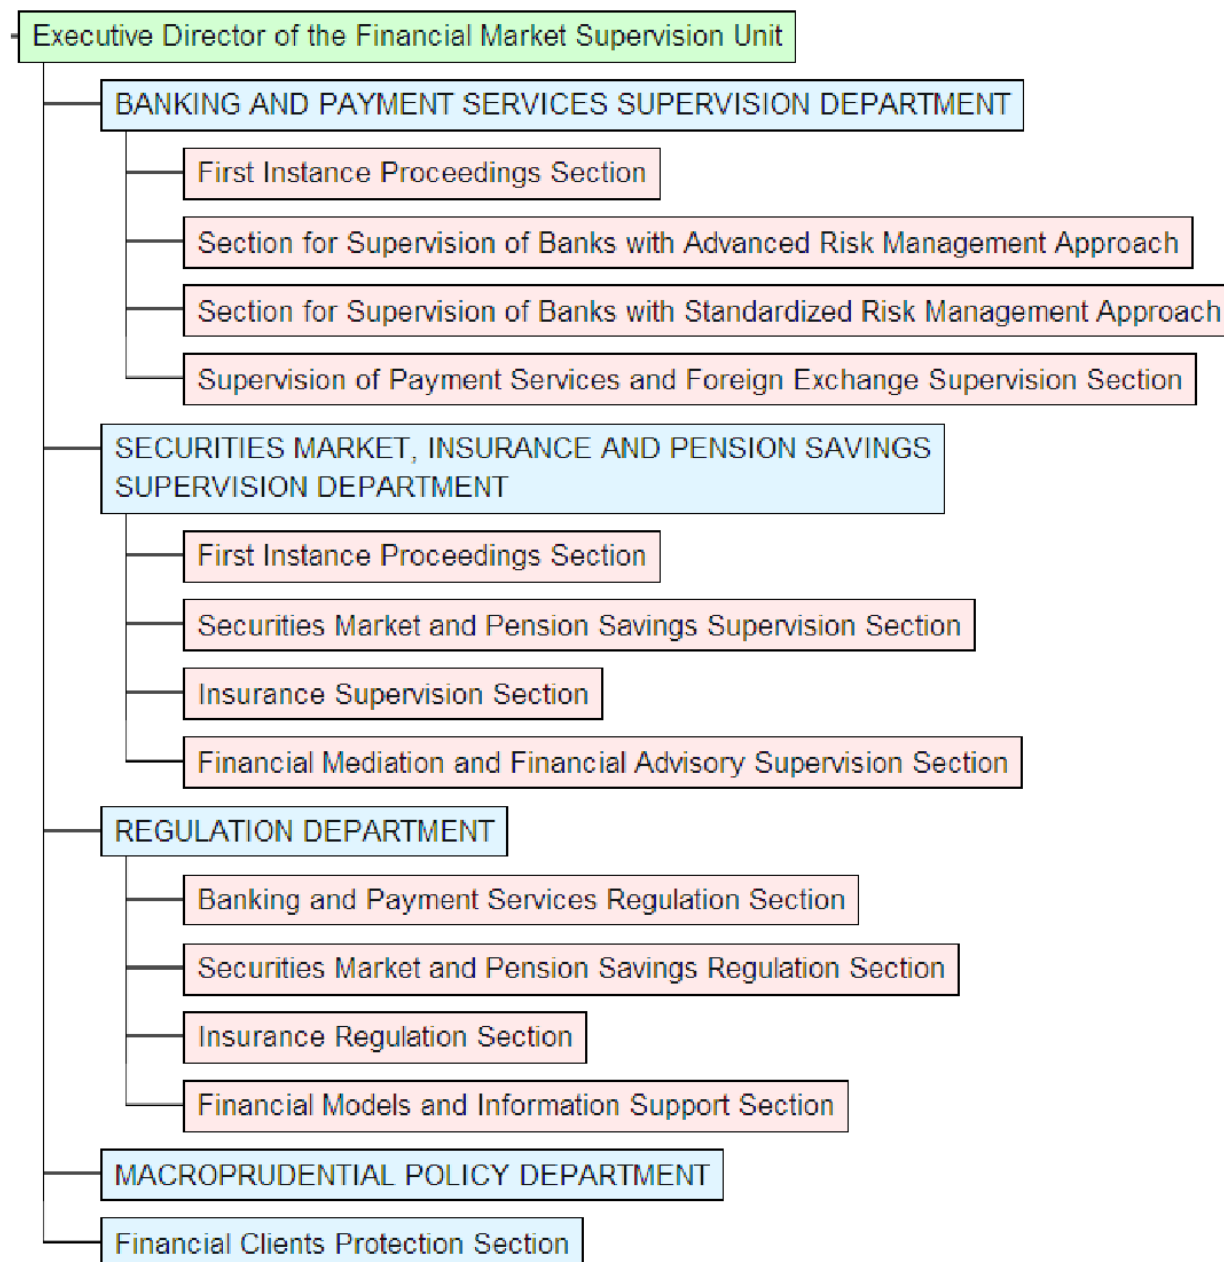 Executive Director of the Financial Market Supervision Unit
BANKING AND PAYMENT SERVICES SUPERVISION DEPARTMENT
First Instance Proceedings Section
Section for Supervision of Banks with Advanced Risk Management Approach
Section for Supervision of Banks with Standardized Risk Management Approach
Supervision of Payment Services and Foreign Exchange Supervision Section
SECURITIES MARKET, INSURANCE AND PENSION SAVINGS
SUPERVISION DEPARTMENT
First Instance Proceedings Section
Securities Market and Pension Savings Supervision Section
Insurance Supervision Section
Financial Mediation and Financial Advisory Supervision Section
REGULATION DEPARTMENT
Banking and Payment Services Regulation Section
Securities Market and Pension Savings Regulation Section
Insurance Regulation Section
Financial Models and Information Support Section
MACROPRUDENTIAL POLICY DEPARTMENT
Financial Clients Protection Section